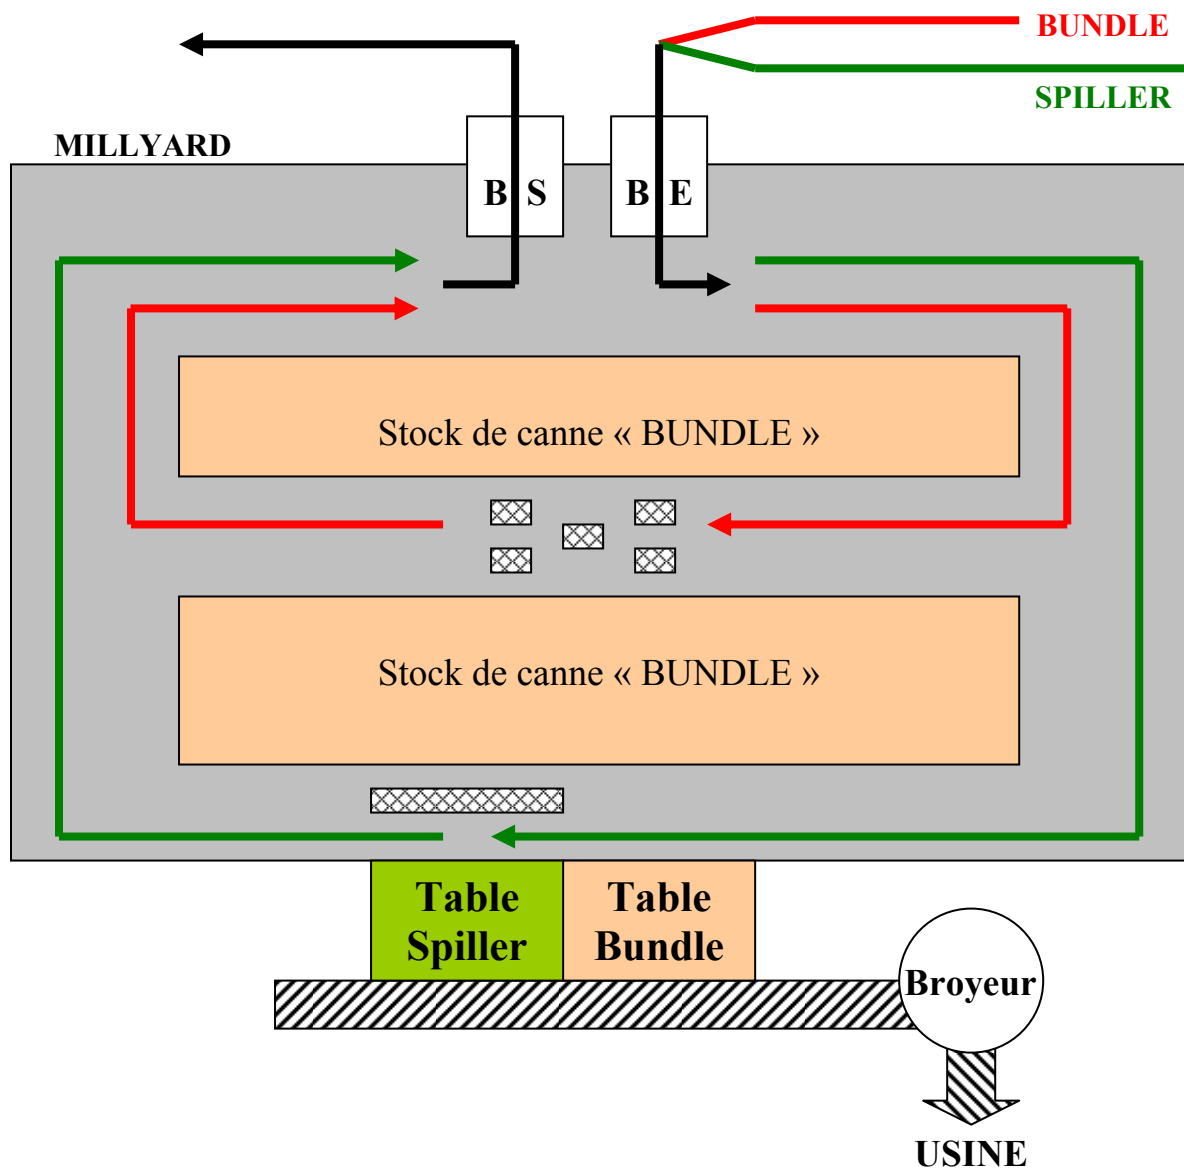 BUNDLE
SPILLER
MILLYARD
B S
B E
Stock de canne « BUNDLE »
Stock de canne « BUNDLE »
Table
Spiller
Table
Bundle
Broyeur
USINE